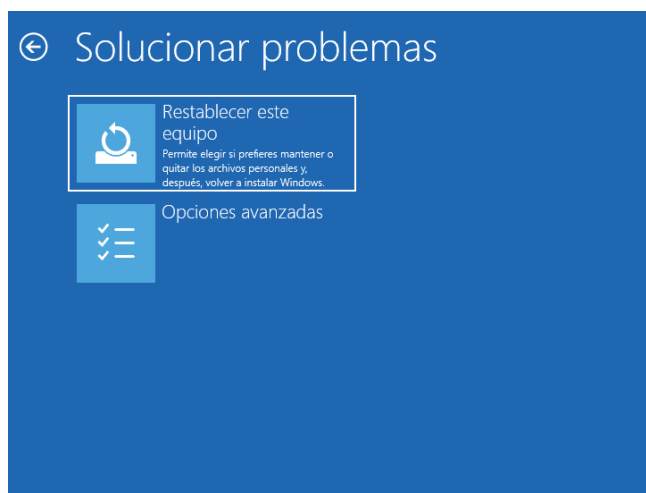 Solucionar problemas
Restablecer este
equipo
Permite elegir si prefieres mantener o
quitar los archivos personales y,
después, volver a instalar Windows.
Opciones avanzadas